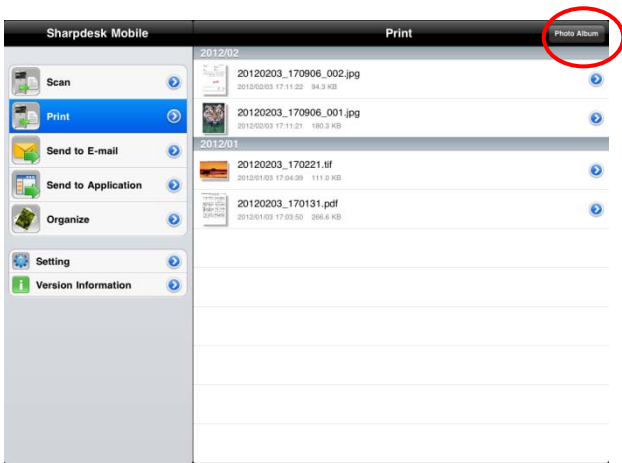 Sharpdesk Mobile
Print
Photo Album
Scan
Print
Send to E-mail
Send to Application
Organize
Setting
Version Information
2012/02
20120203_170906_002.jpg
2012/02/03 17:11:22 94.3 KB
20120203_170906_001.jpg
2012/02/03 17:11:21 180.3 KB
2012/01
20120203_170221.tif
2012/01/03 17:04:39 111.0 KB
20120203_170131.pdf
2012/01/03 17:03:50 266.6 KB